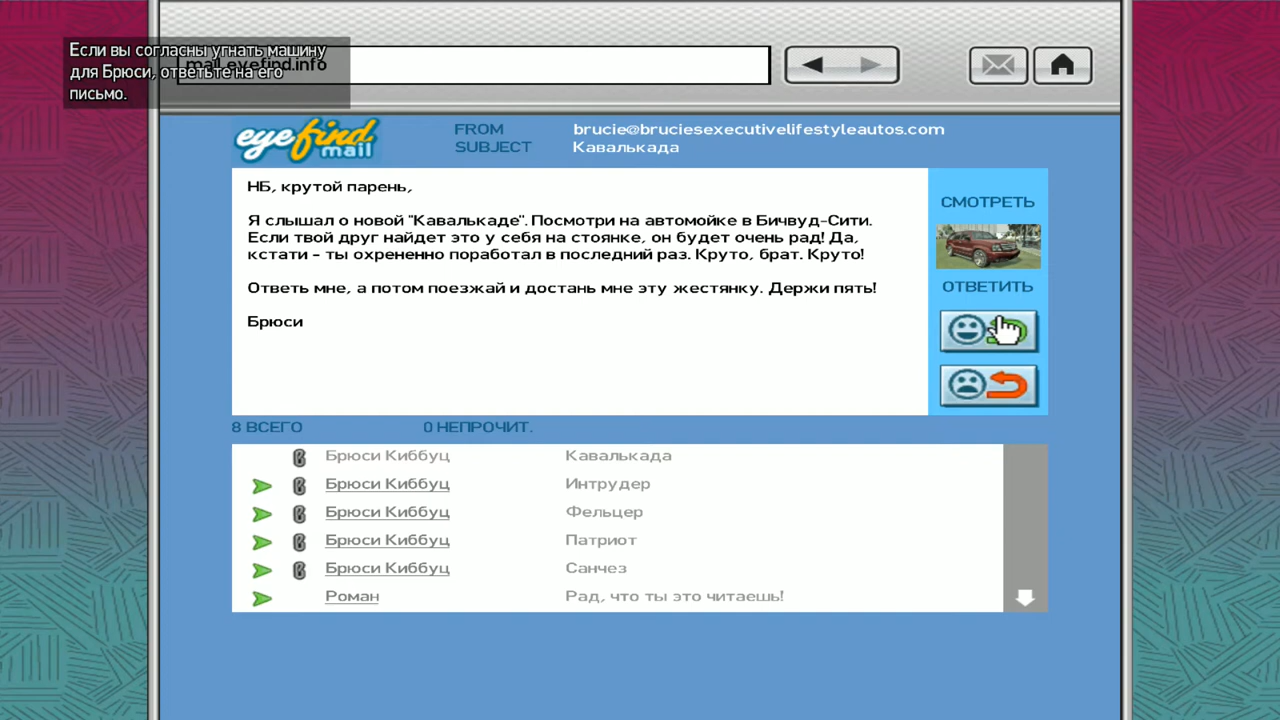 Если вы согласны угнать машину
для Брюси, ответьте на его
письмо.
mail.eyefind.info
eyefind
mail
FROM brucie@bruciesexecutivelifestyleautos.com
SUBJECT Кавалькада
НБ, крутой парень,
Я слышал о новой "Кавалькаде". Посмотри на автомойке в Бичвуд-Сити.
Если твой друг найдет это у себя на стоянке, он будет очень рад! Да,
кстати - ты охрененно поработал в последний раз. Круто, брат. Круто!
Ответь мне, а потом поезжай и достань мне эту жестянку. Держи пять!
Брюси
СМОТРЕТЬ
ОТВЕТИТЬ
8 ВСЕГО 0 НЕПРОЧИТ.
Брюси Киббуц Кавалькада
Брюси Киббуц Интрудер
Брюси Киббуц Фельцер
Брюси Киббуц Патриот
Брюси Киббуц Санчез
Роман Рад, что ты это читаешь!